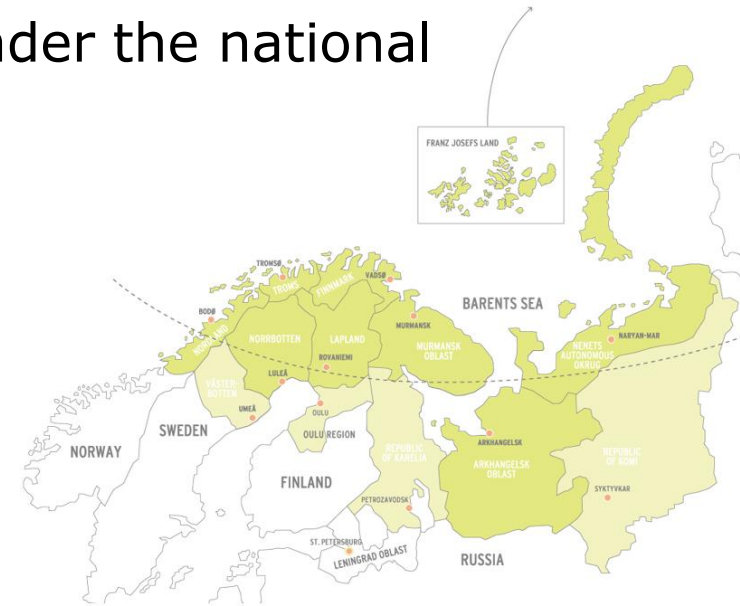 nder the national
FRANZ JOSEFS LAND
TROMSØ
TROMS
FINNMARK
VADSØ
BARENTS SEA
BODØ
NORDLAND
NORRBOTTEN
LAPLAND
MURMANSK
MURMANSK
OBLAST
NARYAN-MAR
NENETS
AUTONOMOUS
OKRUG
ROVANIEMI
LULEÅ
VÄSTER
BOTTEN
UMEÅ
OULU
OULU REGION
NORWAY
SWEDEN
FINLAND
REPUBLIC
OF KARELIA
ARKHANGELSK
ARKHANGELSK
OBLAST
REPUBLIC
OF KOMI
SYKTYVKAR
PETROZAVODSK
ST. PETERSBURG
LENINGRAD OBLAST
RUSSIA